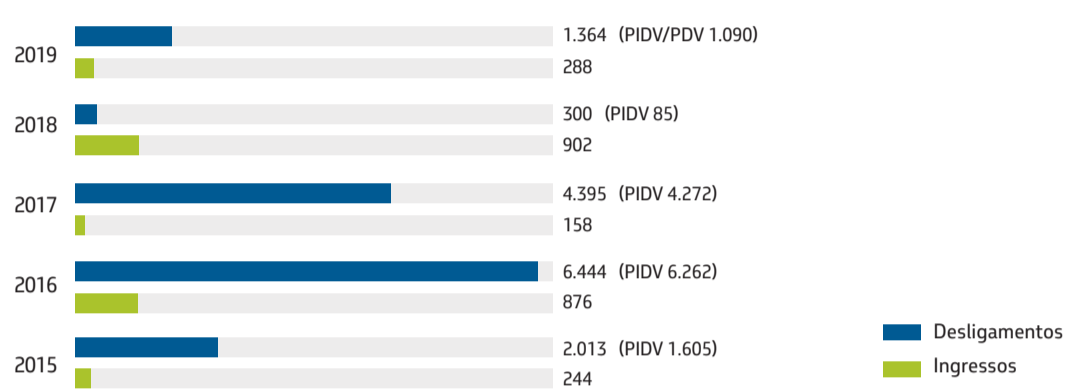 2019
1.364 (PIDV/PDV 1.090)
288
2018
300 (PIDV 85)
902
2017
4.395 (PIDV 4.272)
158
2016
6.444 (PIDV 6.262)
876
2015
2.013 (PIDV 1.605)
244
Desligamentos
Ingressos